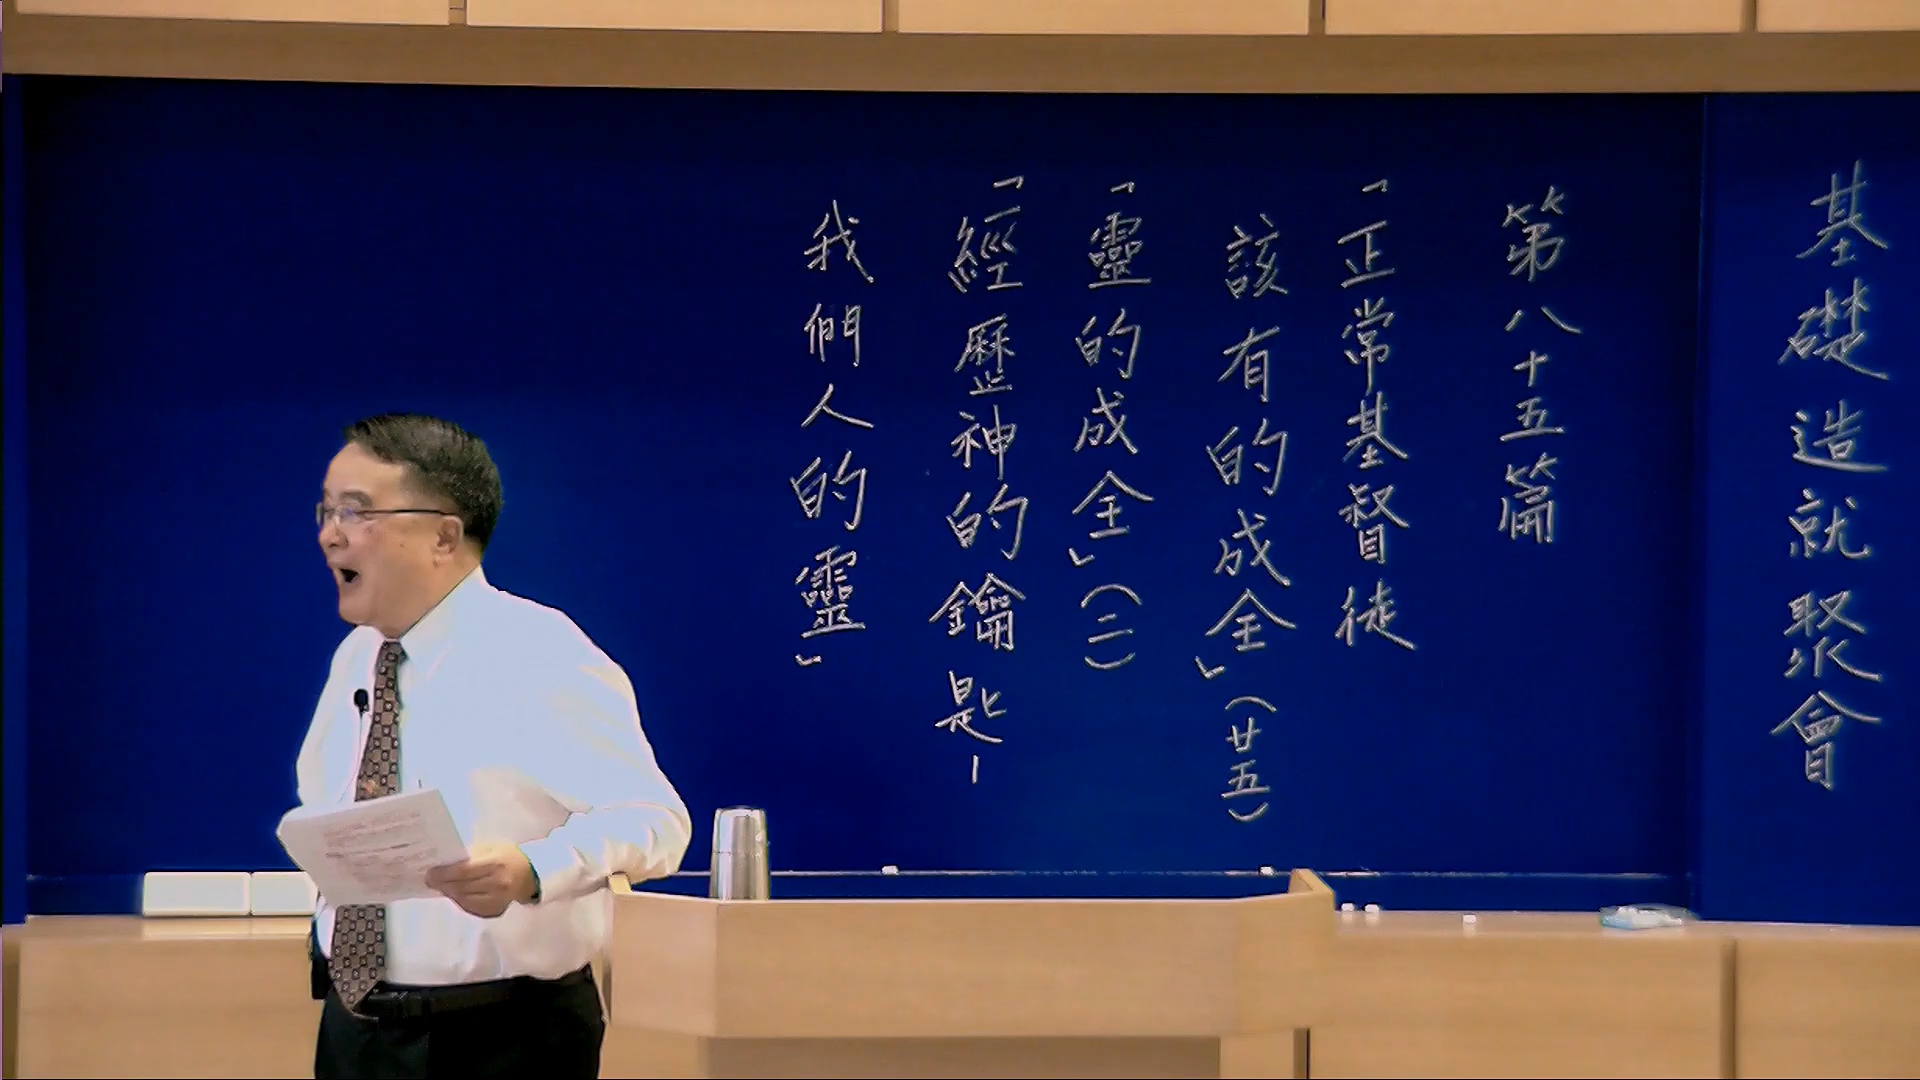 基礎造就聚會
第八十五篇
「正常基督徒
該有的成全」(廿五)
「靈的成全」(二)
「經歷神的鑰匙—
我們人的靈」